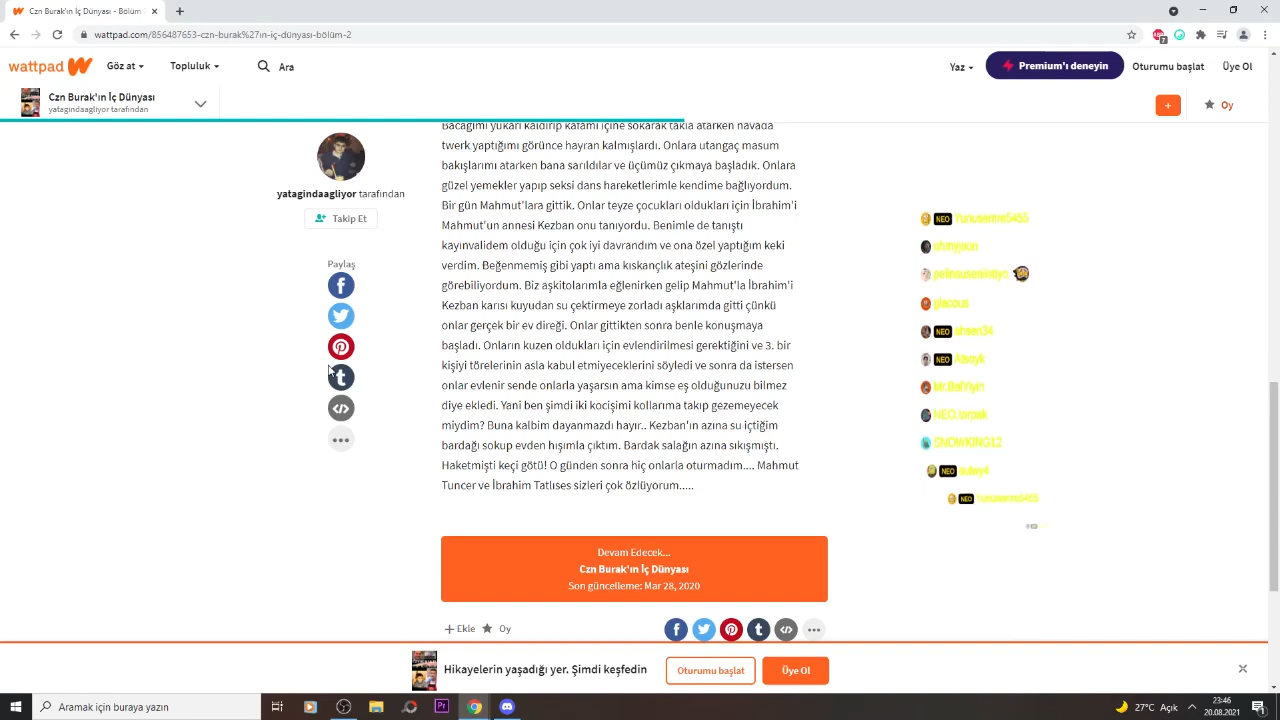 Czn Burak'ın İç Dünyası - Bölüm
wattpad.com/856487653-czn-burak%27ın-iç-dünyası-bölüm-2
wattpad
Göz at
Topluluk
Ara
Yaz
Premium'ı deneyin
Oturumu başlat
Üye Ol
Czn Burak'ın İç Dünyası
yatagindaagliyor tarafından
+
Oy
yatagindaagliyor tarafından
Takip Et
Paylaş
Bacağımı yukarı kaldırıp kafamı içine sokarak takla atarken havada
twerk yaptığımı görünce hayran kalmışlardı. Onlara utangaç masum
bakışlarımı atarken bana sarıldılar ve üçümüz çıkmaya başladık. Onlara
güzel yemekler yapıp seksi dans hareketlerimle kendime bağlıyordum.
Bir gün Mahmut'lara gittik. Onlar teyze çocukları oldukları için İbrahim'i
Mahmut'un annesi Kezban onu tanıyordu. Benimle de tanıştı
kayınvalidem olduğu için çok iyi davrandım ve ona özel yaptığım keki
verdim. Beğenmemiş gibi yaptı ama kıskançlık ateşini gözlerinde
görebiliyordum. Biz aşkitolarımla eğlenirken gelip Mahmut'la İbrahim'i
Kezban karısı kuyudan su çektirmeye zorladı aşklarımda gitti çünkü
onlar gerçek bir ev direği. Onlar gittikten sonra benle konuşmaya
başladı. Onların kuzen oldukları için evlendirilmesi gerektiğini ve 3. bir
kişiyi törelerinin asla kabul etmiyeceklerini söyledi ve sonra da istersen
onlar evlenir sende onlarla yaşarsın ama kimse eş olduğunuzu bilmez
diye ekledi. Yani ben şimdi iki kocişimi kollarıma takıp gezemeyecek
miydim? Buna kalbim dayanmazdı hayır?. Kezban'ın azına su içtiğim
bardağı sokup evden hışımla çıktım. Bardak salağın azına sıkışmıştı.
Haketmişti keçi götü! O günden sonra hiç onlarla oturmadım.... Mahmut
Tuncer ve İbrahim Tatlıses sizleri çok özlüyorum.....
NEO Yunusemre5455
ohmyjeon
glacous
NEO ahsen34
NEO Atsayk
NEO.tornak
SNOWKING12
NEO
NEO Yunusemre5455
Devam Edecek...
Czn Burak'ın İç Dünyası
Son güncelleme: Mar 28, 2020
Ekle
Oy
Hikayelerin yaşadığı yer. Şimdi keşfedin
Oturumu başlat
Üye Ol
Aramak için buraya yazın
27°C Açık
23:46
20.08.2021